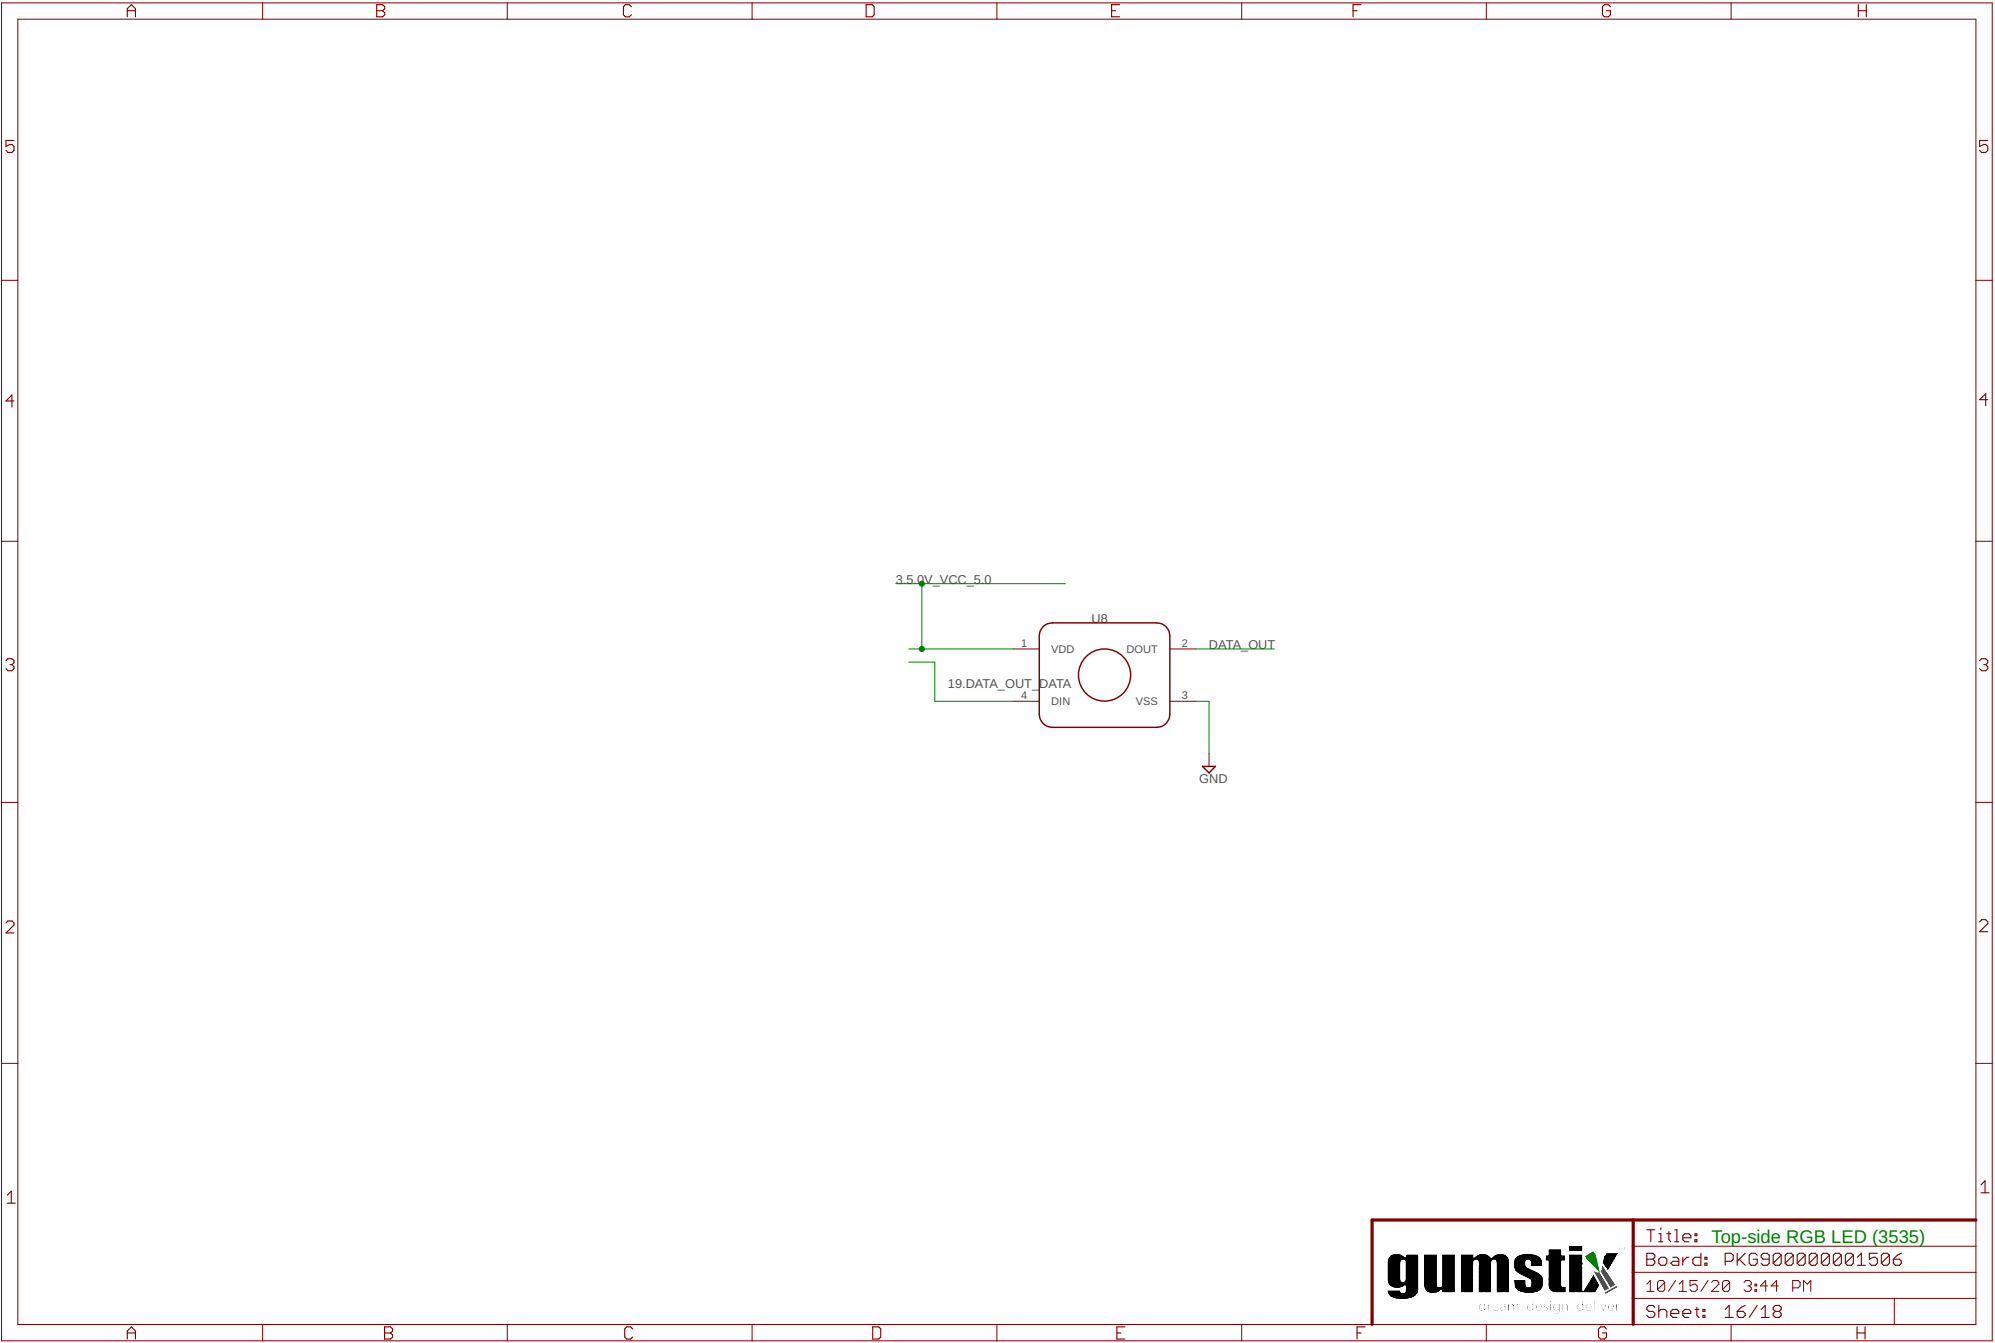 A B C D E F G H
5 5
4 4
3.5.0V_VCC_5.0
U8
1 VDD DOUT 2 DATA_OUT
3 3
19.DATA_OUT_DATA
4 DIN VSS 3
GND
2 2
1 1
Title: Top-side RGB LED (3535)
Board: PKG900000001506
gumstix
10/15/20 3:44 PM
dream. design. deliver
Sheet: 16/18
A B C D E F G H